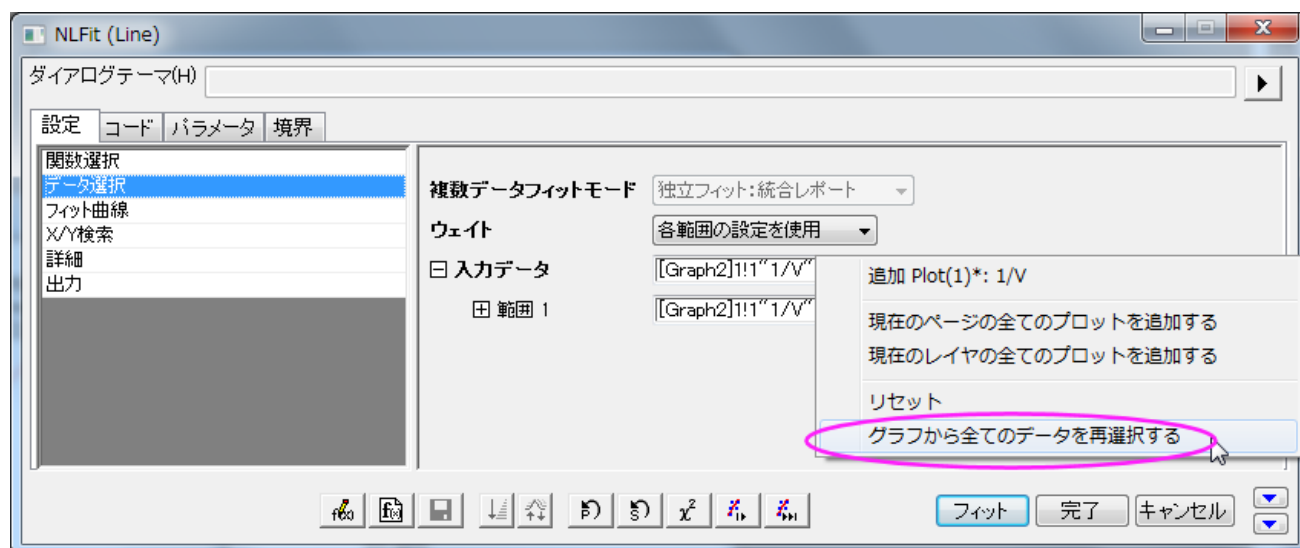 NLFit (Line)
ダイアログテーマ(H)
設定 コード パラメータ 境界
関数選択
データ選択
フィット曲線
X/Y検索
詳細
出力
複数データフィットモード 独立フィット:統合レポート
ウェイト 各範囲の設定を使用
入力データ [Graph2]1!1"1/V"
範囲 1 [Graph2]1!1"1/V"
追加 Plot(1)*: 1/V
現在のページの全てのプロットを追加する
現在のレイヤの全てのプロットを追加する
リセット
グラフから全てのデータを再選択する
フィット 完了 キャンセル